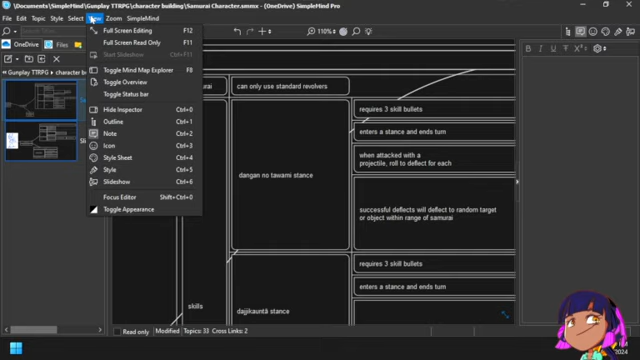 \Documents\SimpleMind\Gunplay TTRPG\character building\Samurai Character.smmx (OneDrive) - SimpleMind Pro
File Edit Topic Style Select View Zoom SimpleMind
OneDrive Files
110%
Gunplay TTRPG > character buildin
Full Screen Editing F12
Full Screen Read Only F11
Start Slideshow Ctrl+F11
Toggle Mind Map Explorer F8
Toggle Overview
Toggle Status bar
Hide Inspector Ctrl+0
Outline Ctrl+1
Note Ctrl+2
Icon Ctrl+3
Style Sheet Ctrl+4
Style Ctrl+5
Slideshow Ctrl+6
Focus Editor Shift+Ctrl+0
Toggle Appearance
can only use standard revolvers
requires 3 skill bullets
enters a stance and ends turn
when attacked with a
projectile, roll to deflect for each
dangan no tawami stance
successful deflects will deflect to random target
or object within range of samurai
requires 3 skill bullets
enters a stance and ends turn
skills
dajjikauntā stance
B I U S
Read only Topics: 33 Cross Links: 2
2024